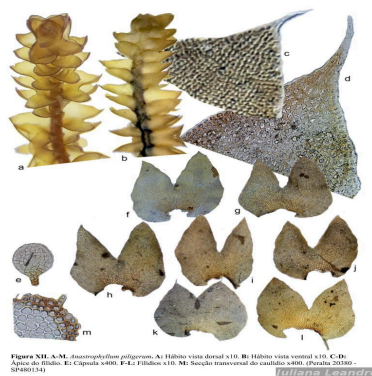 a
b
c
d
e
f
g
h
i
j
k
l
m
Figura XII. A-M. Anastrophyllum piligerum. A: Hábito vista dorsal x10. B: Hábito vista ventral x10. C-D:
Ápice do filídio. E: Cápsula x400. F-L: Filídios x10. M: Secção transversal do caulídio x400. (Peralta 20380 -
SP480134)
Juliana Leandro